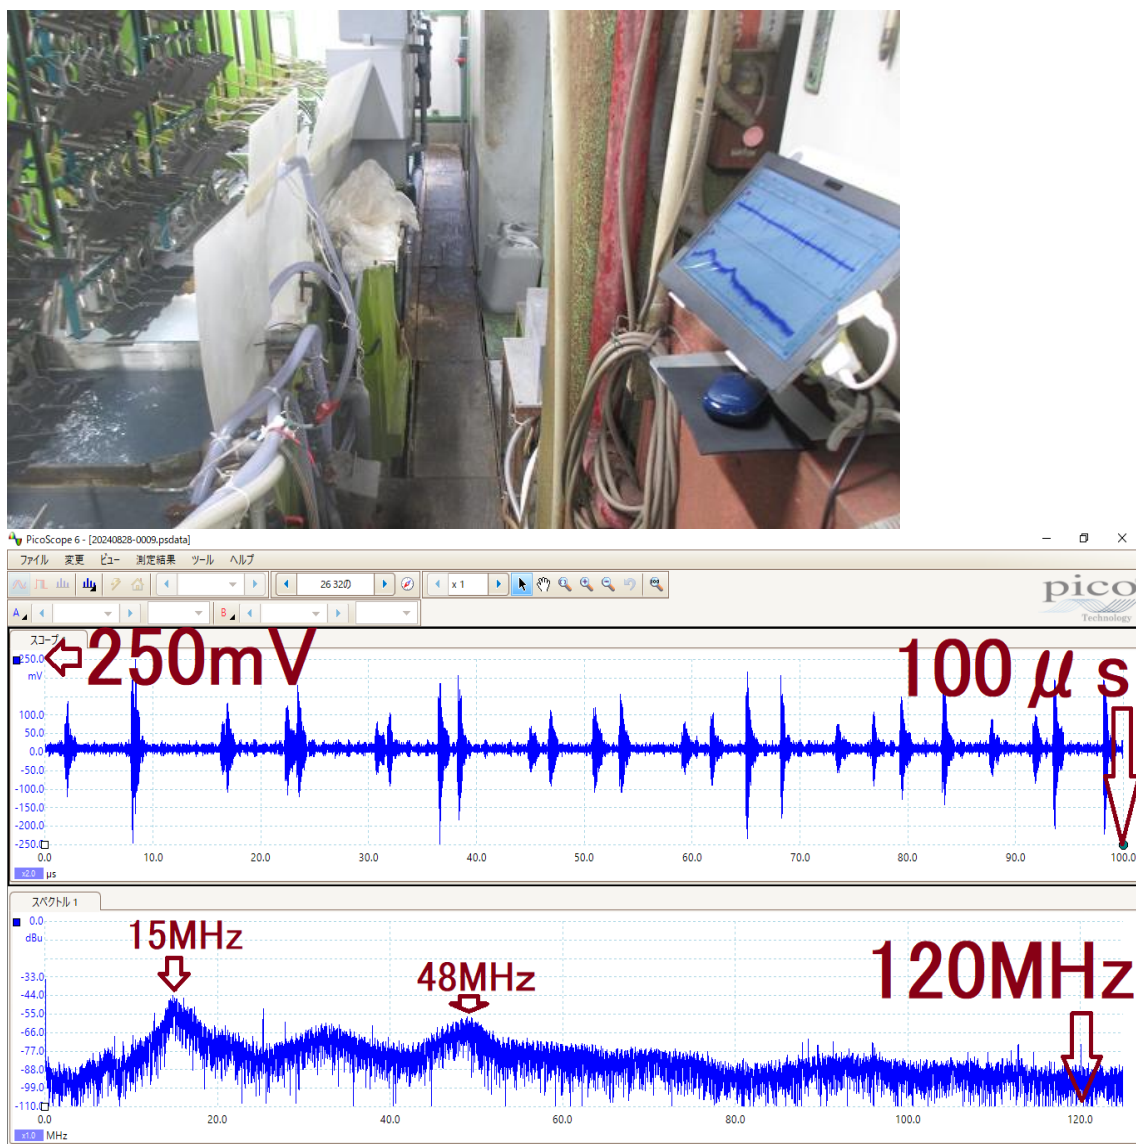 PicoScope 6 - [20240828-0009.psdata]
ファイル 変更 ビュー 測定結果 ツール ヘルプ
26 32の
x 1
pico
Technology
A
B
スコープ 1
250mV
100μs
250.0
mV
100.0
50.0
0.0
-50.0
-100.0
-150.0
-200.0
-250.0
0.0 10.0 20.0 30.0 40.0 50.0 60.0 70.0 80.0 90.0 100.0
x2.0 μs
スペクトル 1
15MHz
48MHz
120MHz
0.0
dBu
-33.0
-44.0
-55.0
-66.0
-77.0
-88.0
-99.0
-110.0
0.0 20.0 40.0 60.0 80.0 100.0 120.0
x1.0 MHz